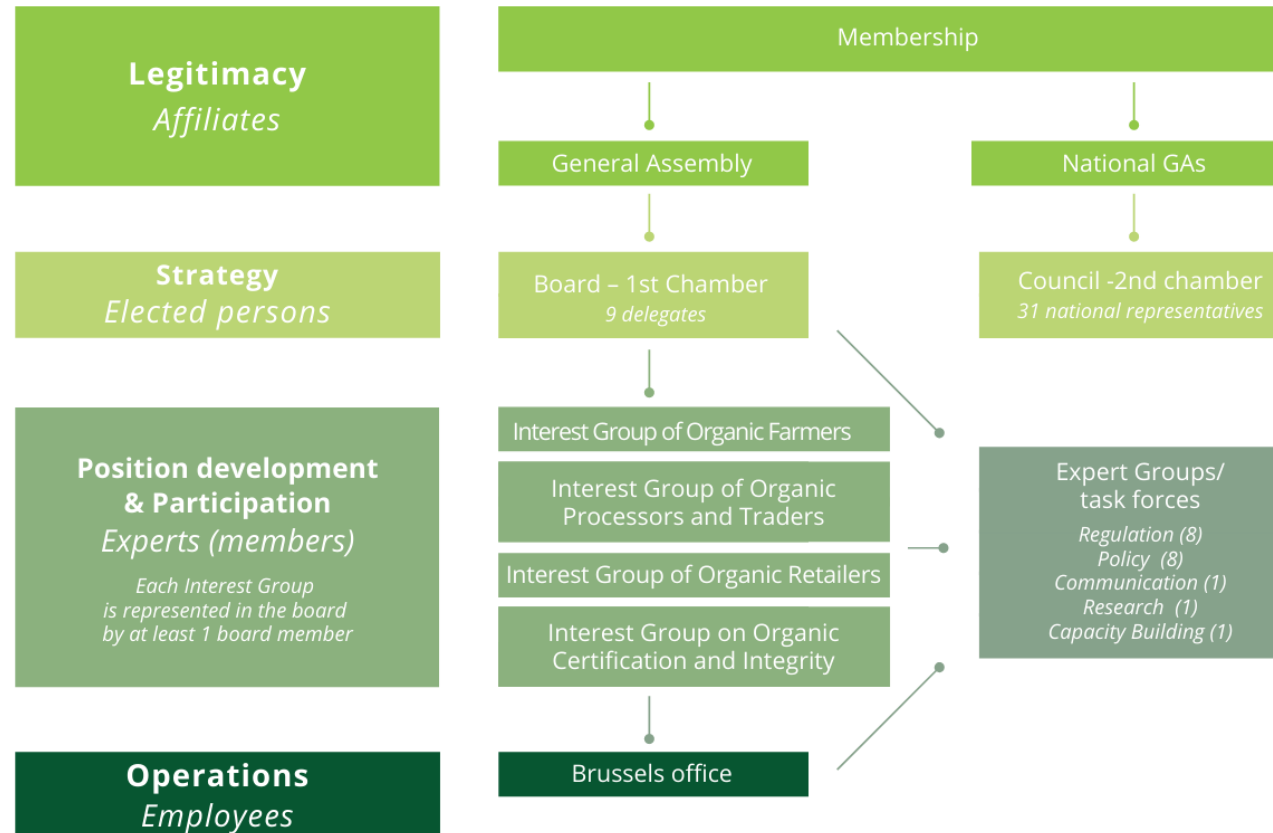 Legitimacy
Affiliates
Membership
General Assembly
National GAs
Strategy
Elected persons
Board – 1st Chamber
9 delegates
Council -2nd chamber
31 national representatives
Position development
& Participation
Experts (members)
Each Interest Group
is represented in the board
by at least 1 board member
Interest Group of Organic Farmers
Interest Group of Organic
Processors and Traders
Interest Group of Organic Retailers
Interest Group on Organic
Certification and Integrity
Expert Groups/
task forces
Regulation (8)
Policy (8)
Communication (1)
Research (1)
Capacity Building (1)
Operations
Employees
Brussels office